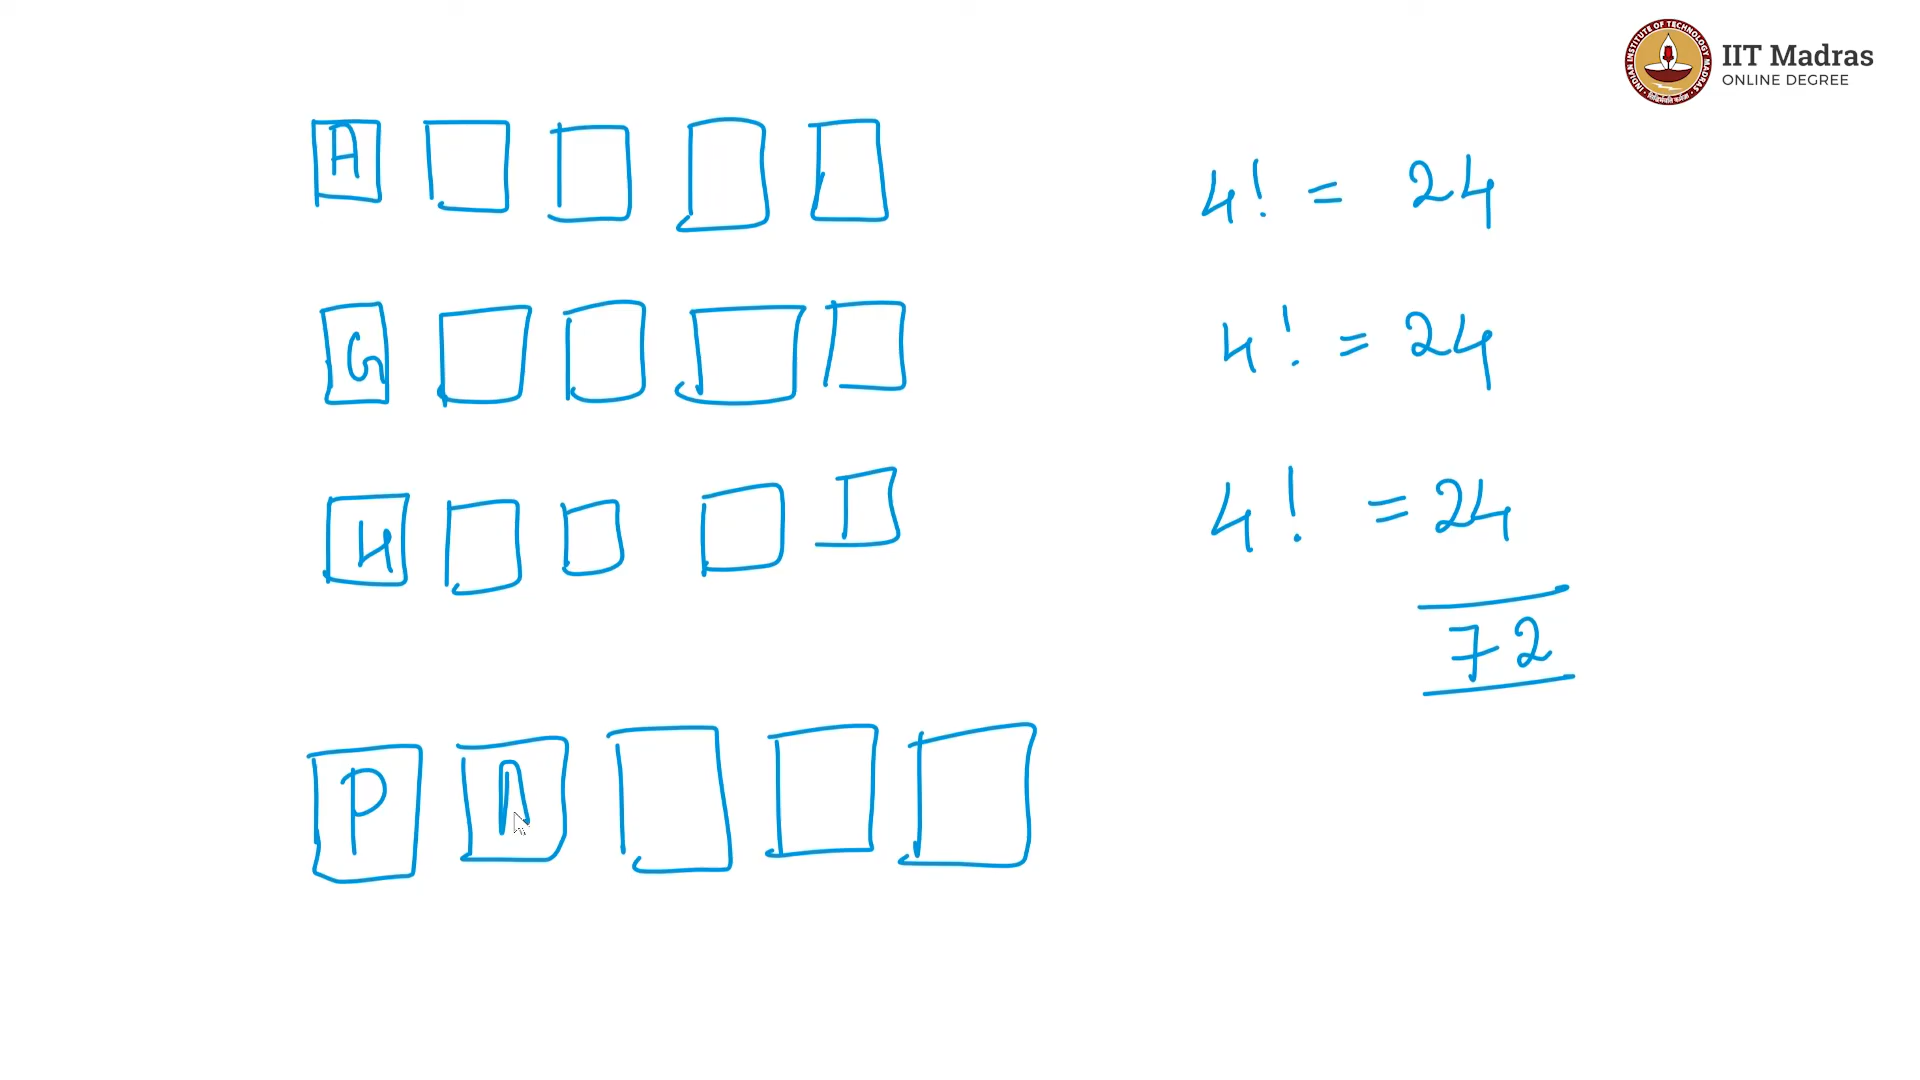 IIT Madras
ONLINE DEGREE
A
4! = 24
G
4! = 24
H
4! = 24
72
P A